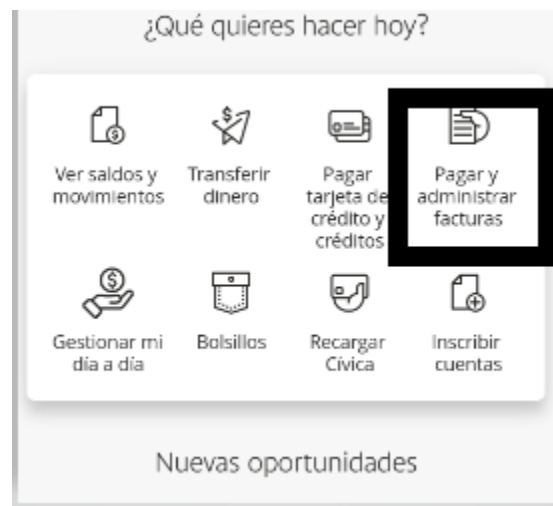 ¿Qué quieres hacer hoy?
Ver saldos y
movimientos
Transferir
dinero
Pagar
tarjeta de
crédito y
créditos
Pagar y
administrar
facturas
Gestionar mi
día a día
Bolsillos
Recargar
Cívica
Inscribir
cuentas
Nuevas oportunidades